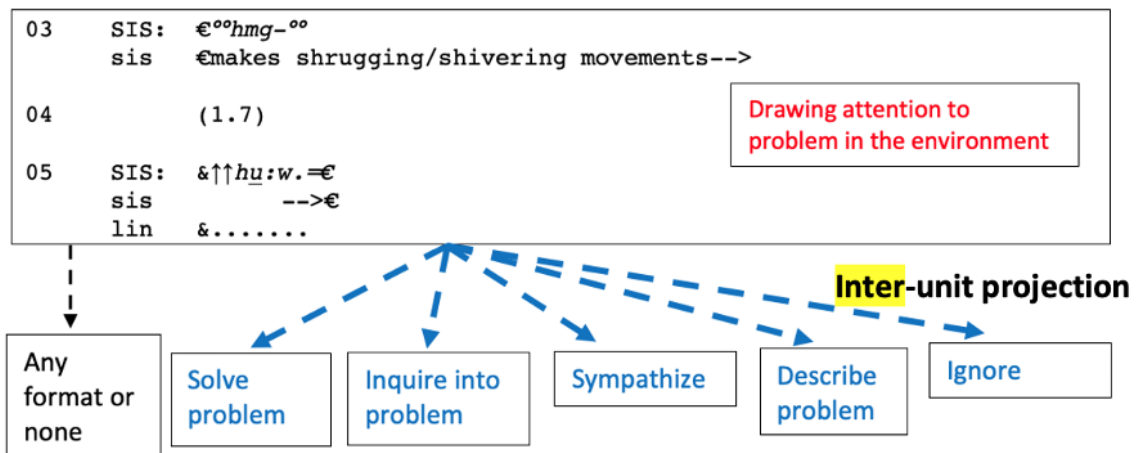 03 SIS: €°°hmg-°°
sis €makes shrugging/shivering movements-->
04 (1.7)
Drawing attention to
problem in the environment
05 SIS: &↑↑hu:w.=€
sis -->€
lin &.......
Inter-unit projection
Any
format or
none
Solve
problem
Inquire into
problem
Sympathize
Describe
problem
Ignore